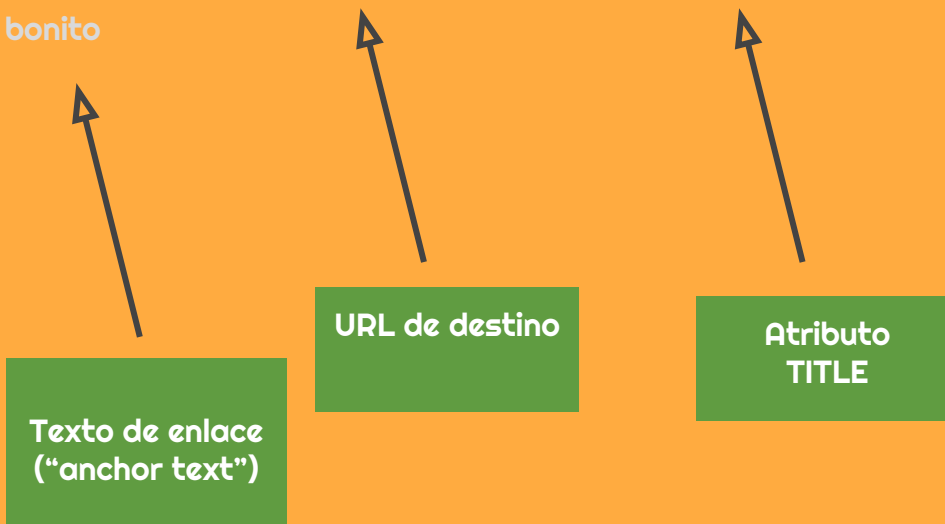 bonito
URL de destino
Atributo
TITLE
Texto de enlace
(“anchor text”)